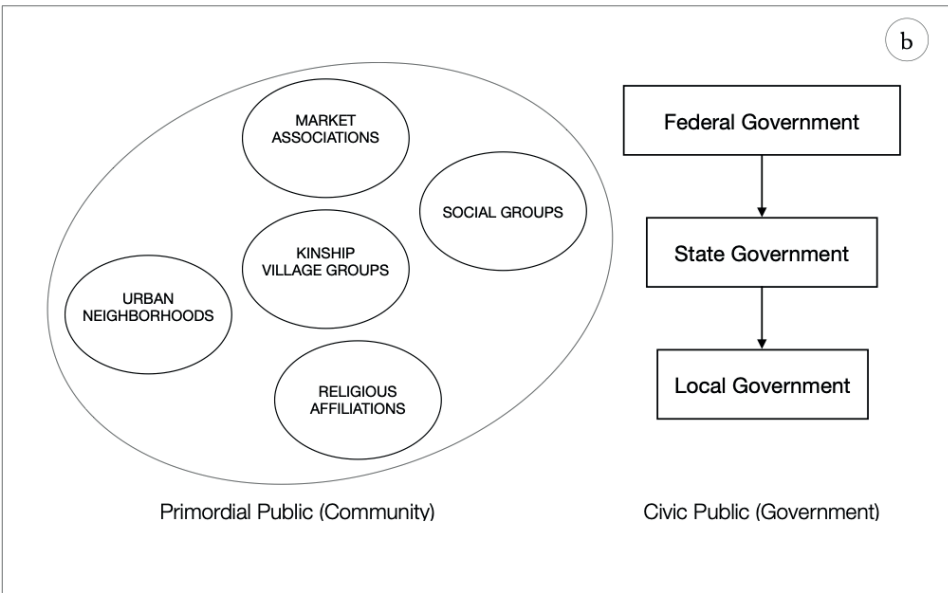 b
MARKET
ASSOCIATIONS
SOCIAL GROUPS
KINSHIP
VILLAGE GROUPS
URBAN
NEIGHBORHOODS
RELIGIOUS
AFFILIATIONS
Primordial Public (Community)
Federal Government
State Government
Local Government
Civic Public (Government)